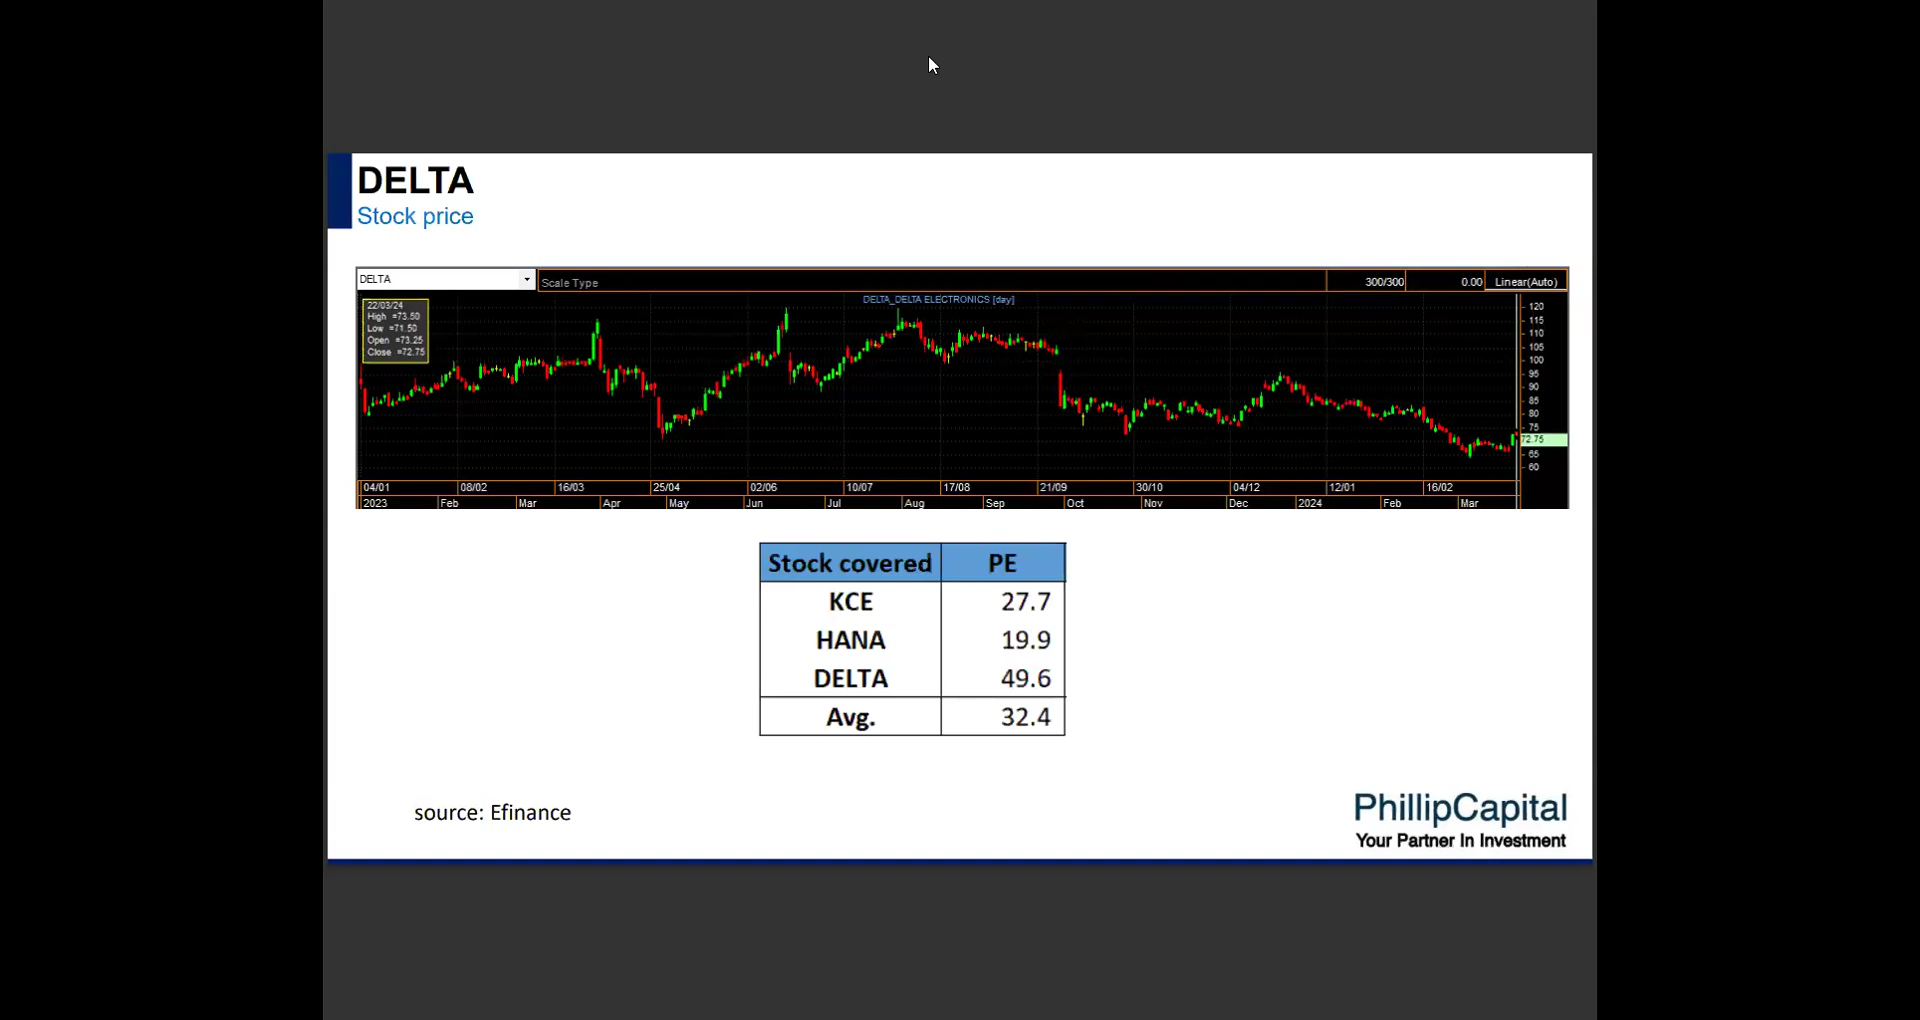 DELTA
Stock price
DELTA
Scale Type
300/300
0.00
Linear(Auto)
DELTA_DELTA ELECTRONICS [day]
22/03/24
High =73.50
Low =71.50
Open =73.25
Close =72.75
120
115
110
105
100
95
90
85
80
75
72.75
65
60
04/01 08/02 16/03 25/04 02/06 10/07 17/08 21/09 30/10 04/12 12/01 16/02
2023 Feb Mar Apr May Jun Jul Aug Sep Oct Nov Dec 2024 Feb Mar
Stock covered PE
KCE 27.7
HANA 19.9
DELTA 49.6
Avg. 32.4
source: Efinance
PhillipCapital
Your Partner In Investment